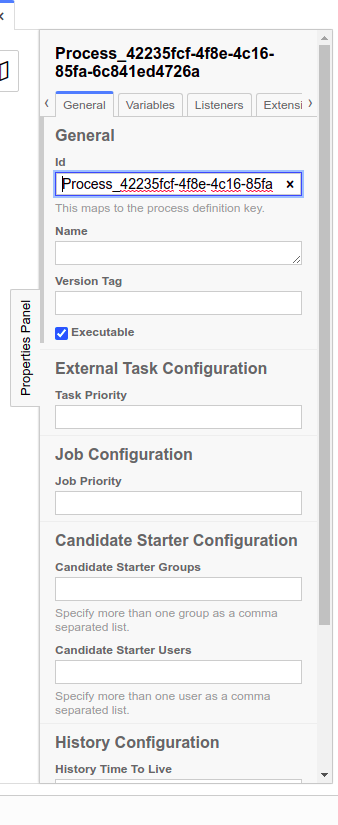 Process_42235fcf-4f8e-4c16-
85fa-6c841ed4726a
General
Variables
Listeners
Extensi
General
Id
Process_42235fcf-4f8e-4c16-85fa
This maps to the process definition key.
Name
Version Tag
Executable
Properties Panel
External Task Configuration
Task Priority
Job Configuration
Job Priority
Candidate Starter Configuration
Candidate Starter Groups
Specify more than one group as a comma
separated list.
Candidate Starter Users
Specify more than one user as a comma
separated list.
History Configuration
History Time To Live